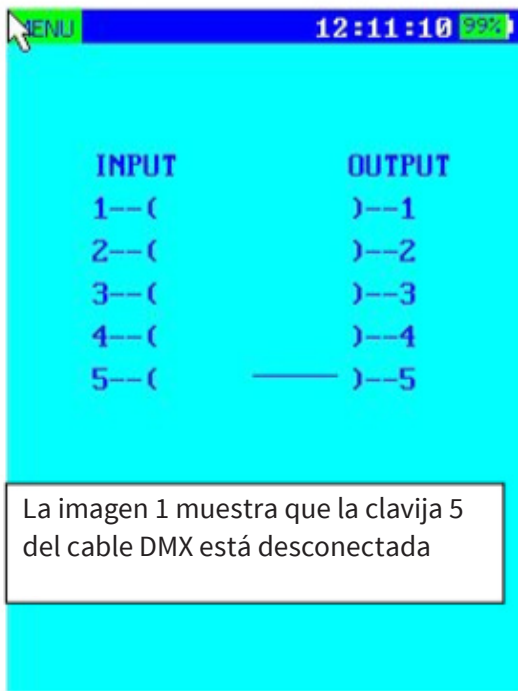 MENU 12:11:10 99%
INPUT OUTPUT
1--( )--1
2--( )--2
3--( )--3
4--( )--4
5--( )--5
La imagen 1 muestra que la clavija 5
del cable DMX está desconectada